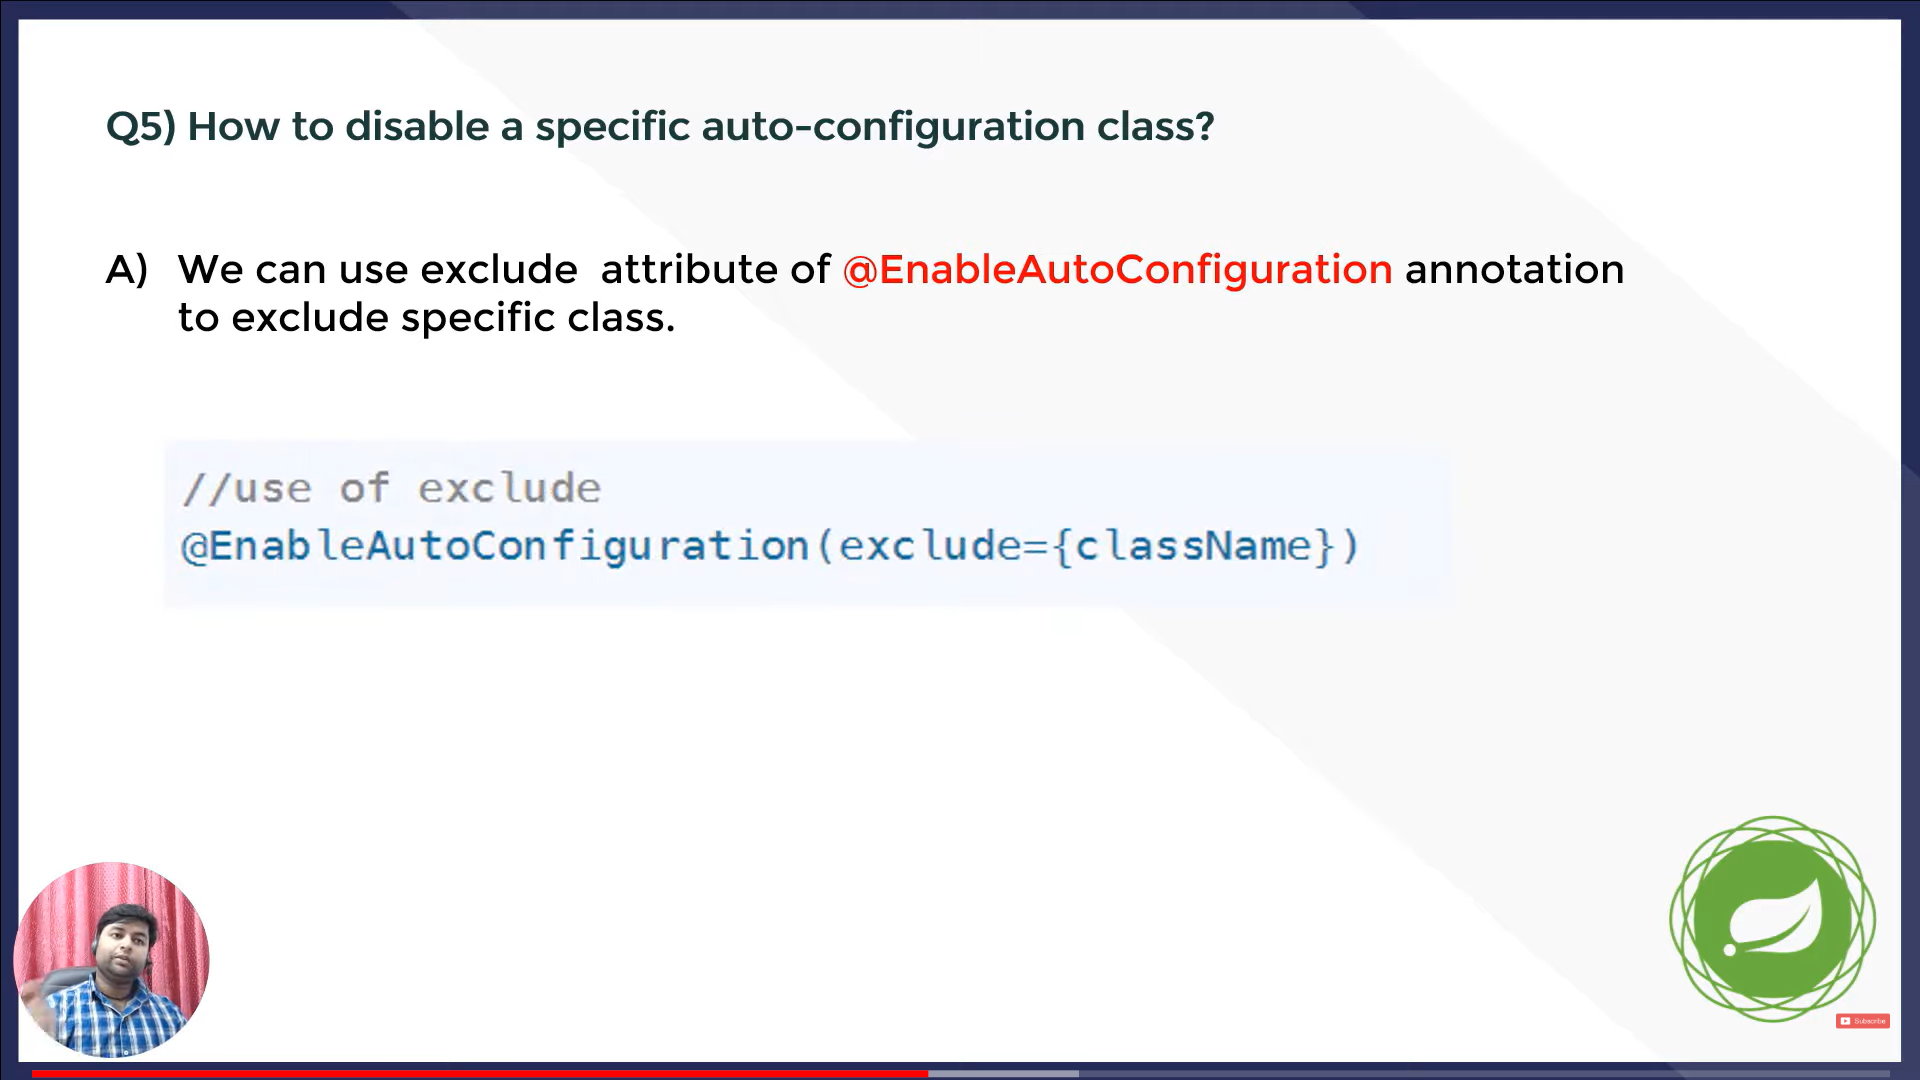 Q5) How to disable a specific auto-configuration class?
A) We can use exclude attribute of @EnableAutoConfiguration annotation
to exclude specific class.
//use of exclude
@EnableAutoConfiguration(exclude={className})
Subscribe